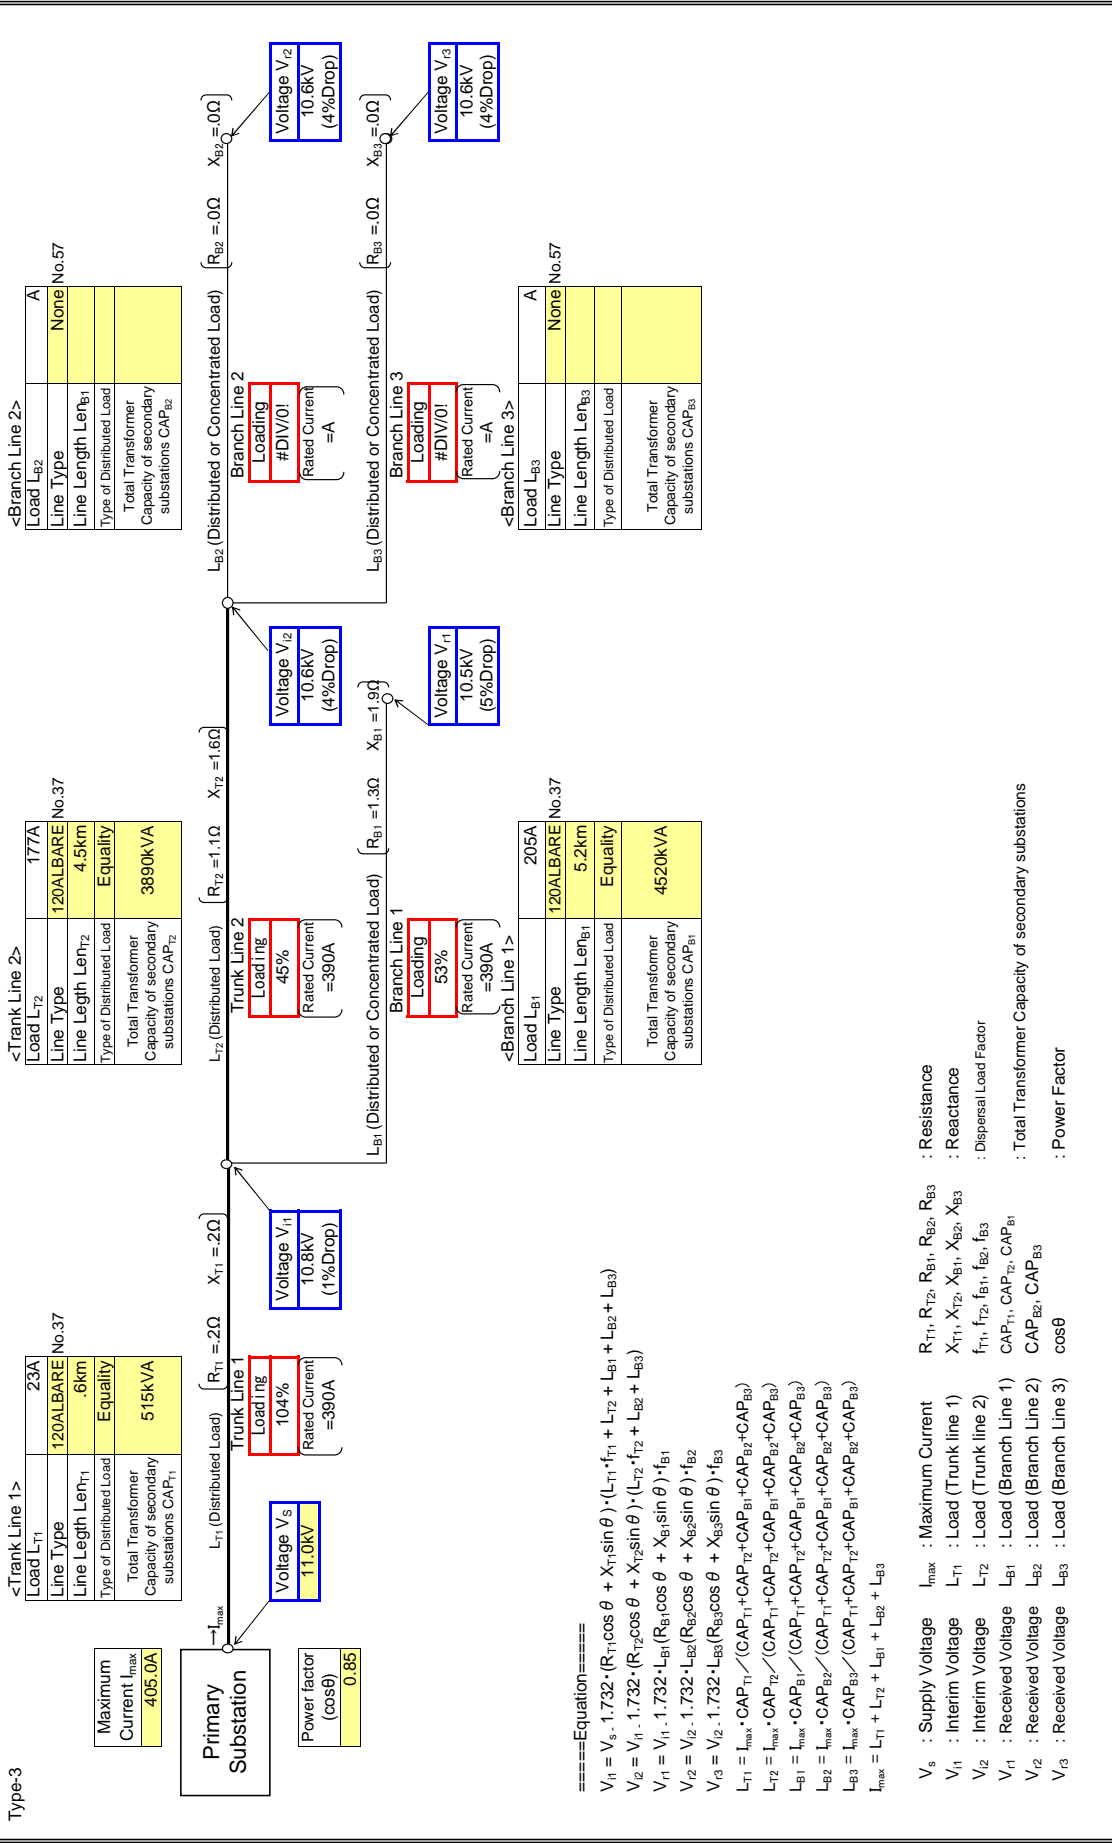 Type-3
Maximum
Current Imax
405.0A
Primary
Substation
Power factor
(cosθ)
0.85
→Imax
Voltage VS
11.0kV
<Trank Line 1>
Load LT1 23A
Line Type 120ALBARE No.37
Line Legth LenT1 .6km
Type of Distributed Load Equality
Total Transformer
Capacity of secondary
substations CAPT1
515kVA
LT1 (Distributed Load) RT1 =.2Ω XT1 =.2Ω
Trunk Line 1
Loading
104%
Rated Current
=390A
Voltage Vi1
10.8kV
(1%Drop)
<Trank Line 2>
Load LT2 177A
Line Type 120ALBARE No.37
Line Length LenT2 4.5km
Type of Distributed Load Equality
Total Transformer
Capacity of secondary
substations CAPT2
3890kVA
LT2 (Distributed Load) RT2 =1.1Ω XT2 =1.6Ω
Trunk Line 2
Loading
45%
Rated Current
=390A
Voltage Vi2
10.6kV
(4%Drop)
LB1 (Distributed or Concentrated Load) RB1 =1.3Ω XB1 =1.9Ω
Branch Line 1
Loading
53%
Rated Current
=390A
Voltage Vr1
10.5kV
(5%Drop)
<Branch Line 1>
Load LB1 205A
Line Type 120ALBARE No.37
Line Length LenB1 5.2km
Type of Distributed Load Equality
Total Transformer
Capacity of secondary
substations CAPB1
4520kVA
<Branch Line 2>
Load LB2 A
Line Type None No.57
Line Length LenB1
Type of Distributed Load
Total Transformer
Capacity of secondary
substations CAPB2
LB2 (Distributed or Concentrated Load) RB2 =.0Ω XB2 =.0Ω
Branch Line 2
Loading
#DIV/0!
Rated Current
=A
Voltage Vr2
10.6kV
(4%Drop)
LB3 (Distributed or Concentrated Load) RB3 =.0Ω XB3 =.0Ω
Branch Line 3
Loading
#DIV/0!
Rated Current
=A
Voltage Vr3
10.6kV
(4%Drop)
<Branch Line 3>
Load LB3 A
Line Type None No.57
Line Length LenB3
Type of Distributed Load
Total Transformer
Capacity of secondary
substations CAPB3
=====Equation=====
Vi1 = Vs - 1.732・(RT1cos θ + XT1sin θ)・(LT1・fT1 + LT2 + LB1 + LB2 + LB3)
Vi2 = Vi1 - 1.732・(RT2cos θ + XT2sin θ)・(LT2・fT2 + LB2 + LB3)
Vr1 = Vi1 - 1.732・LB1(RB1cos θ + XB1sin θ)・fB1
Vr2 = Vi2 - 1.732・LB2(RB2cos θ + XB2sin θ)・fB2
Vr3 = Vi2 - 1.732・LB3(RB3cos θ + XB3sin θ)・fB3
LT1 = Imax・CAPT1／(CAPT1+CAPT2+CAPB1+CAPB2+CAPB3)
LT2 = Imax・CAPT2／(CAPT1+CAPT2+CAPB1+CAPB2+CAPB3)
LB1 = Imax・CAPB1／(CAPT1+CAPT2+CAPB1+CAPB2+CAPB3)
LB2 = Imax・CAPB2／(CAPT1+CAPT2+CAPB1+CAPB2+CAPB3)
LB3 = Imax・CAPB3／(CAPT1+CAPT2+CAPB1+CAPB2+CAPB3)
Imax = LT1 + LT2 + LB1 + LB2 + LB3
Vs : Supply Voltage Imax : Maximum Current RT1, RT2, RB1, RB2, RB3 : Resistance
Vi1 : Interim Voltage LT1 : Load (Trunk line 1) XT1, XT2, XB1, XB2, XB3 : Reactance
Vi2 : Interim Voltage LT2 : Load (Trunk line 2) fT1, fT2, fB1, fB2, fB3 : Dispersal Load Factor
Vr1 : Received Voltage LB1 : Load (Branch Line 1) CAPT1, CAPT2, CAPB1 : Total Transformer Capacity of secondary substations
Vr2 : Received Voltage LB2 : Load (Branch Line 2) CAPB2, CAPB3
Vr3 : Received Voltage LB3 : Load (Branch Line 3) cosθ : Power Factor